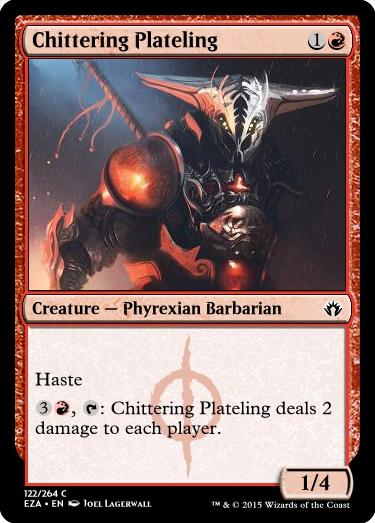 Chittering Plateling 1
Creature — Phyrexian Barbarian
Haste
3 , : Chittering Plateling deals 2
damage to each player.
1/4
122/264 C
EZA • EN Joel Lagerwall
™ & © 2015 Wizards of the Coast